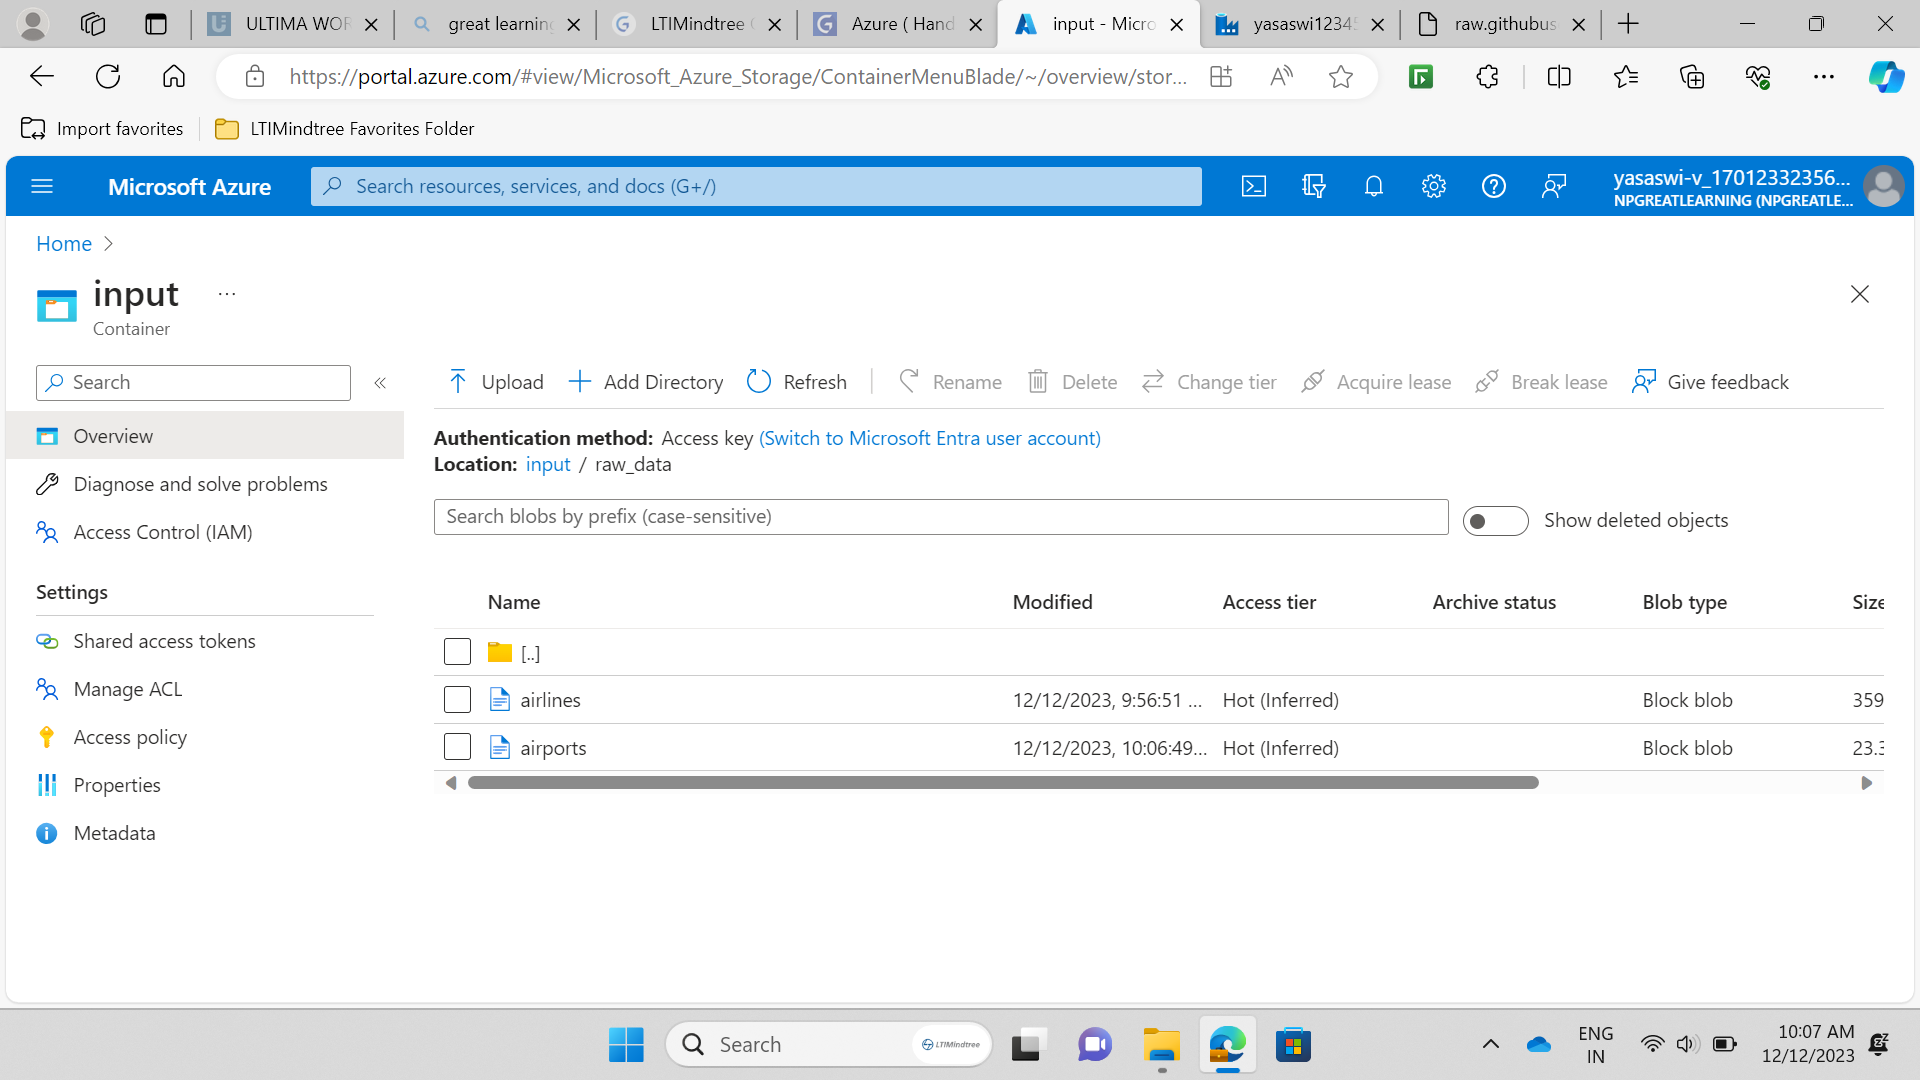 ULTIMA WOR
great learning
LTIMindtree
Azure ( Hand
input - Micro
yasaswi12345
raw.githubus
https://portal.azure.com/#view/Microsoft_Azure_Storage/ContainerMenuBlade/~/overview/stor...
Import favorites
LTIMindtree Favorites Folder
Microsoft Azure
Search resources, services, and docs (G+/)
yasaswi-v_17012332356...
NPGREATLEARNING (NPGREATLE...
Home
input
...
Container
Search
Upload
Add Directory
Refresh
Rename
Delete
Change tier
Acquire lease
Break lease
Give feedback
Overview
Diagnose and solve problems
Access Control (IAM)
Settings
Shared access tokens
Manage ACL
Access policy
Properties
Metadata
Authentication method: Access key (Switch to Microsoft Entra user account)
Location: input / raw_data
Search blobs by prefix (case-sensitive)
Show deleted objects
Name Modified Access tier Archive status Blob type Size
[..]
airlines 12/12/2023, 9:56:51 ... Hot (Inferred) Block blob 359
airports 12/12/2023, 10:06:49... Hot (Inferred) Block blob 23.3
Search
LTIMindtree
ENG
IN
10:07 AM
12/12/2023